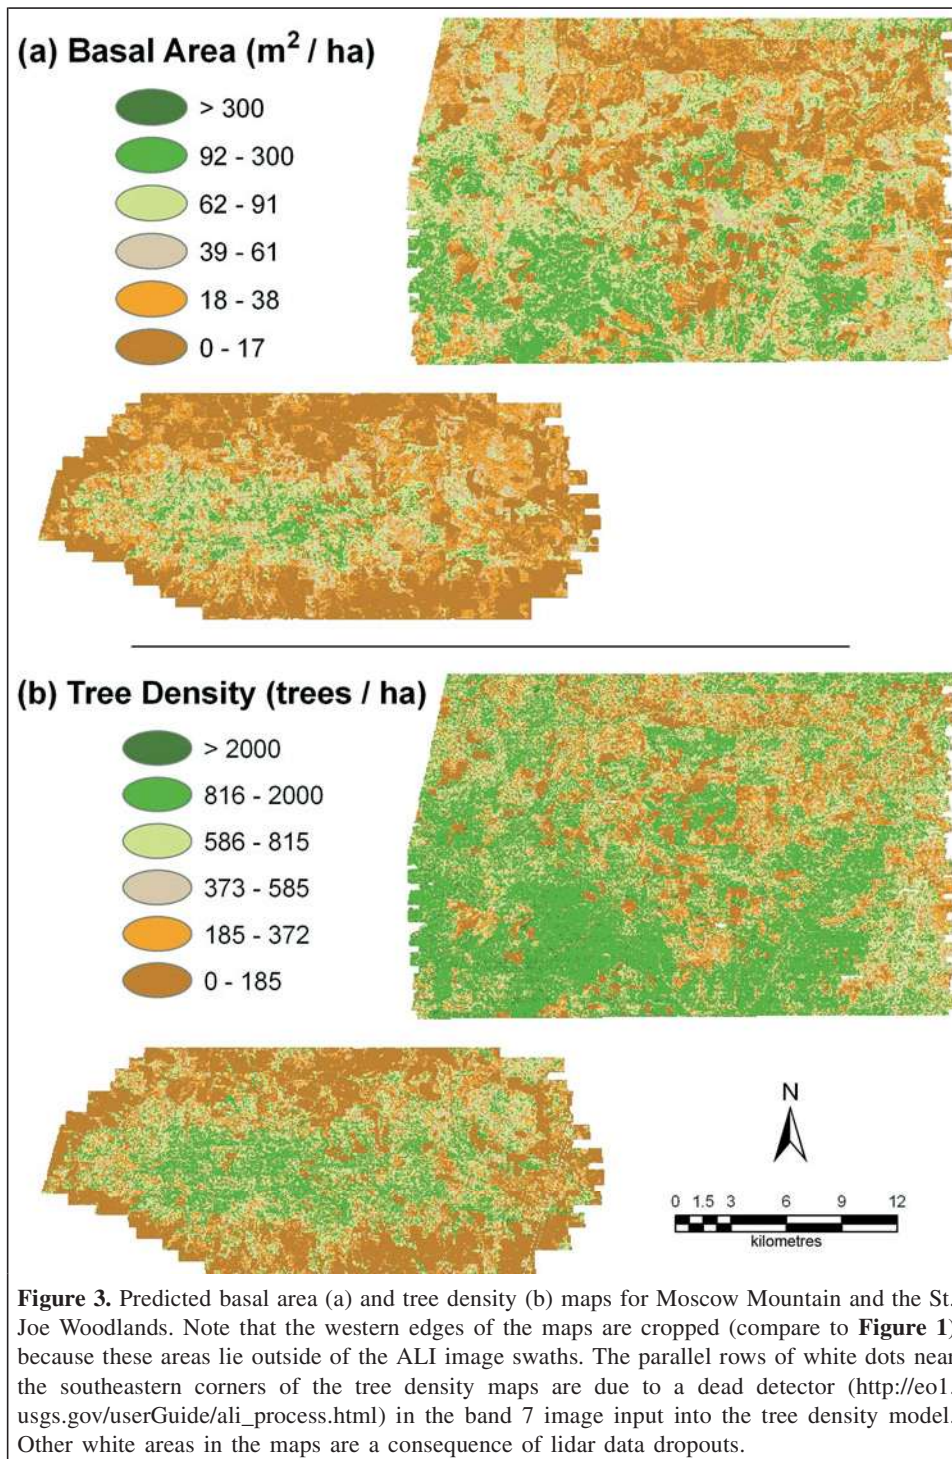 (a) Basal Area (m² / ha)
> 300
92 - 300
62 - 91
39 - 61
18 - 38
0 - 17
(b) Tree Density (trees / ha)
> 2000
816 - 2000
586 - 815
373 - 585
185 - 372
0 - 185
N
0 1.5 3 6 9 12
kilometres
Figure 3. Predicted basal area (a) and tree density (b) maps for Moscow Mountain and the St.
Joe Woodlands. Note that the western edges of the maps are cropped (compare to Figure 1)
because these areas lie outside of the ALI image swaths. The parallel rows of white dots near
the southeastern corners of the tree density maps are due to a dead detector (http://eo1.
usgs.gov/userGuide/ali_process.html) in the band 7 image input into the tree density model.
Other white areas in the maps are a consequence of lidar data dropouts.